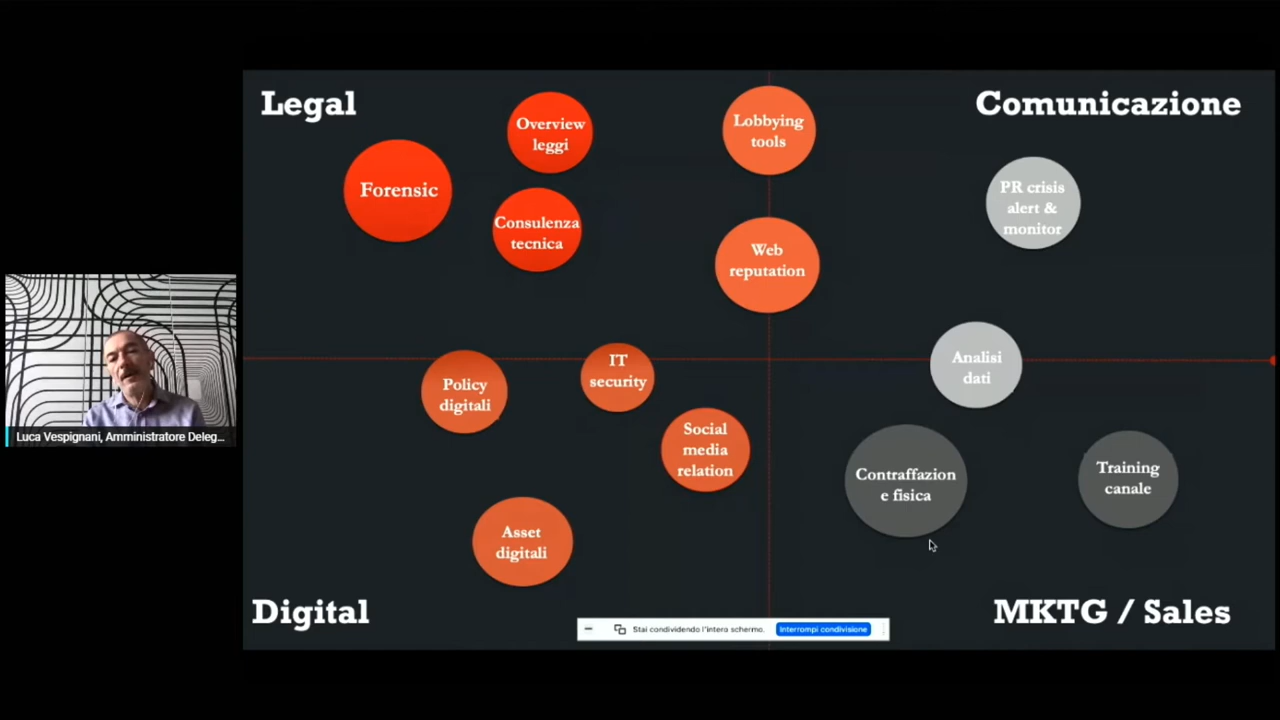 Legal
Comunicazione
Overview
leggi
Lobbying
tools
Forensic
PR crisis
alert &
monitor
Consulenza
tecnica
Web
reputation
IT
security
Analisi
dati
Policy
digitali
Social
media
relation
Contraffazion
e fisica
Training
canale
Asset
digitali
Digital
MKTG / Sales
Luca Vespignani, Amministratore Deleg...
Stai condividendo l'intero schermo.
Interrompi condivisione